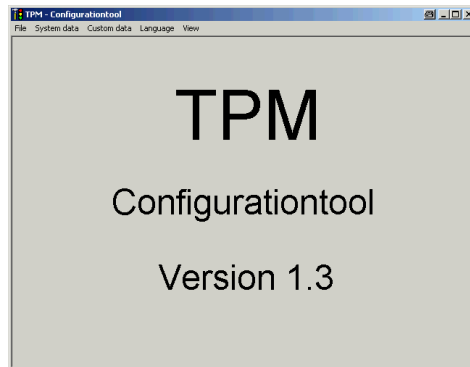 TPM - Configurationtool
File System data Custom data Language View
TPM
Configurationtool
Version 1.3